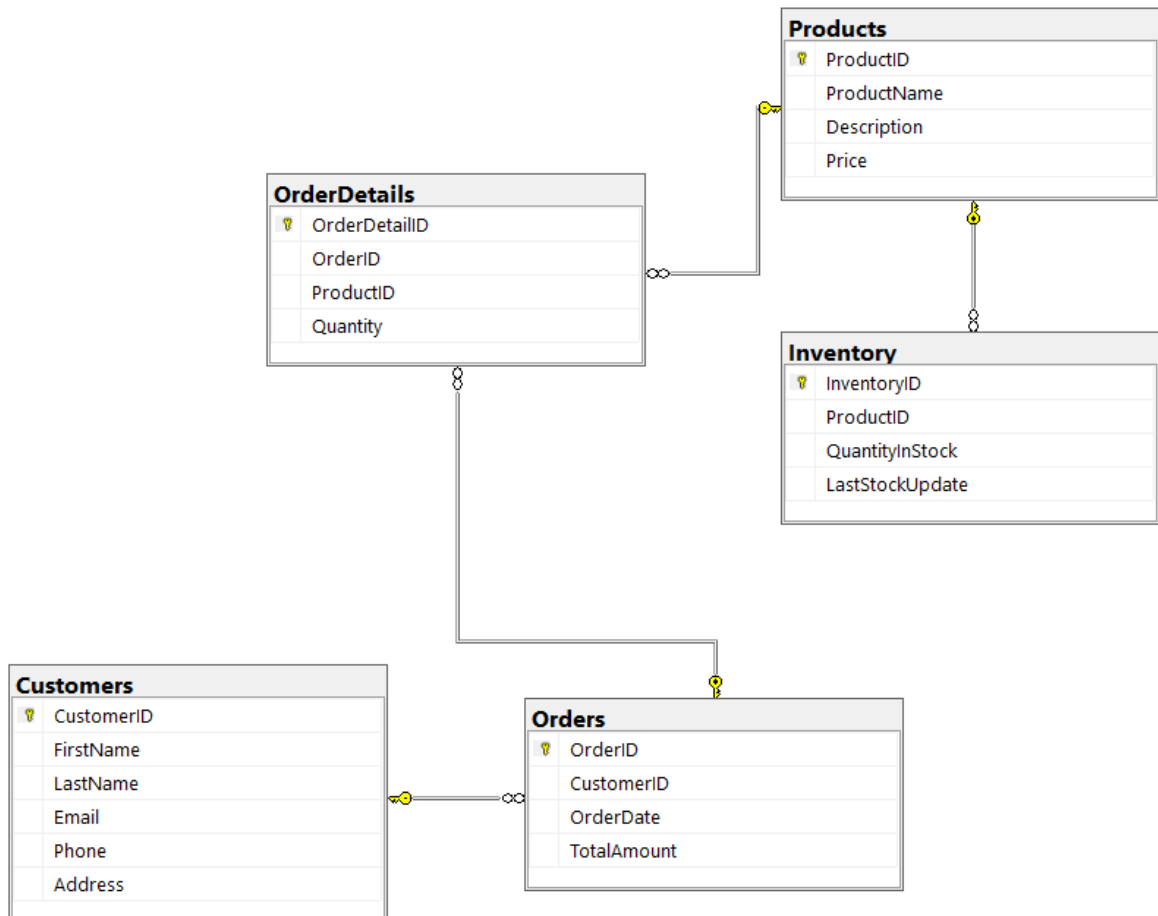 Products
ProductID
ProductName
Description
Price
OrderDetails
OrderDetailID
OrderID
ProductID
Quantity
Inventory
InventoryID
ProductID
QuantityInStock
LastStockUpdate
Customers
CustomerID
FirstName
LastName
Email
Phone
Address
Orders
OrderID
CustomerID
OrderDate
TotalAmount